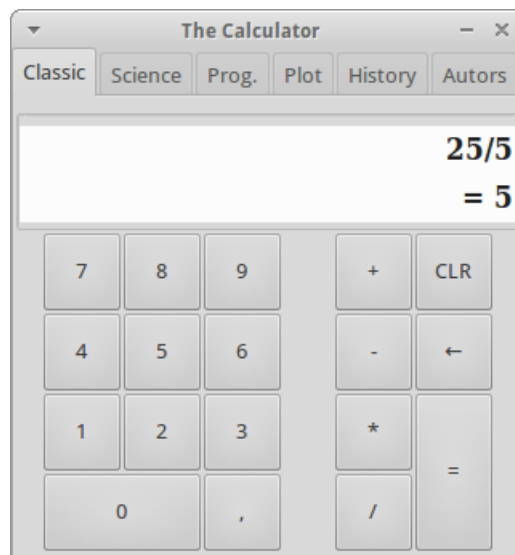 The Calculator
Classic Science Prog. Plot History Autors
25/5
= 5
7 8 9 + CLR
4 5 6 - ←
1 2 3 *
=
0 , /